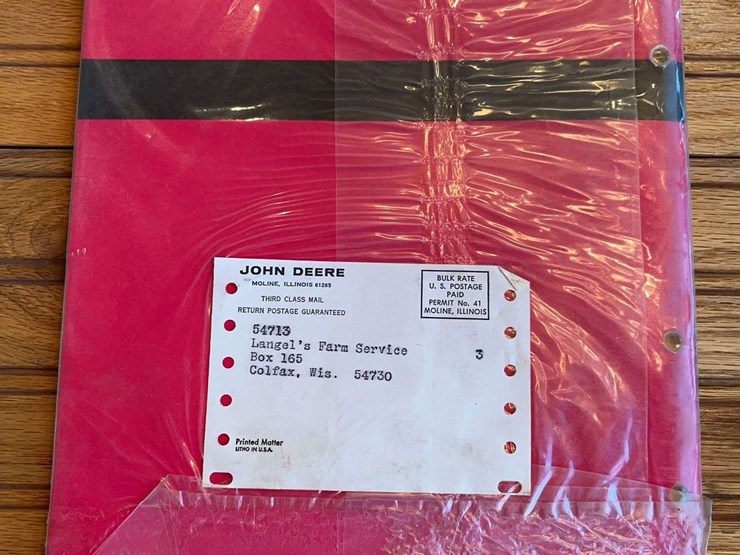 JOHN DEERE
MOLINE, ILLINOIS 61265
THIRD CLASS MAIL
RETURN POSTAGE GUARANTEED
BULK RATE
U. S. POSTAGE
PAID
PERMIT No. 41
MOLINE, ILLINOIS
54713
Langel's Farm Service 3
Box 165
Colfax, Wis. 54730
Printed Matter
LITHO IN U.S.A.